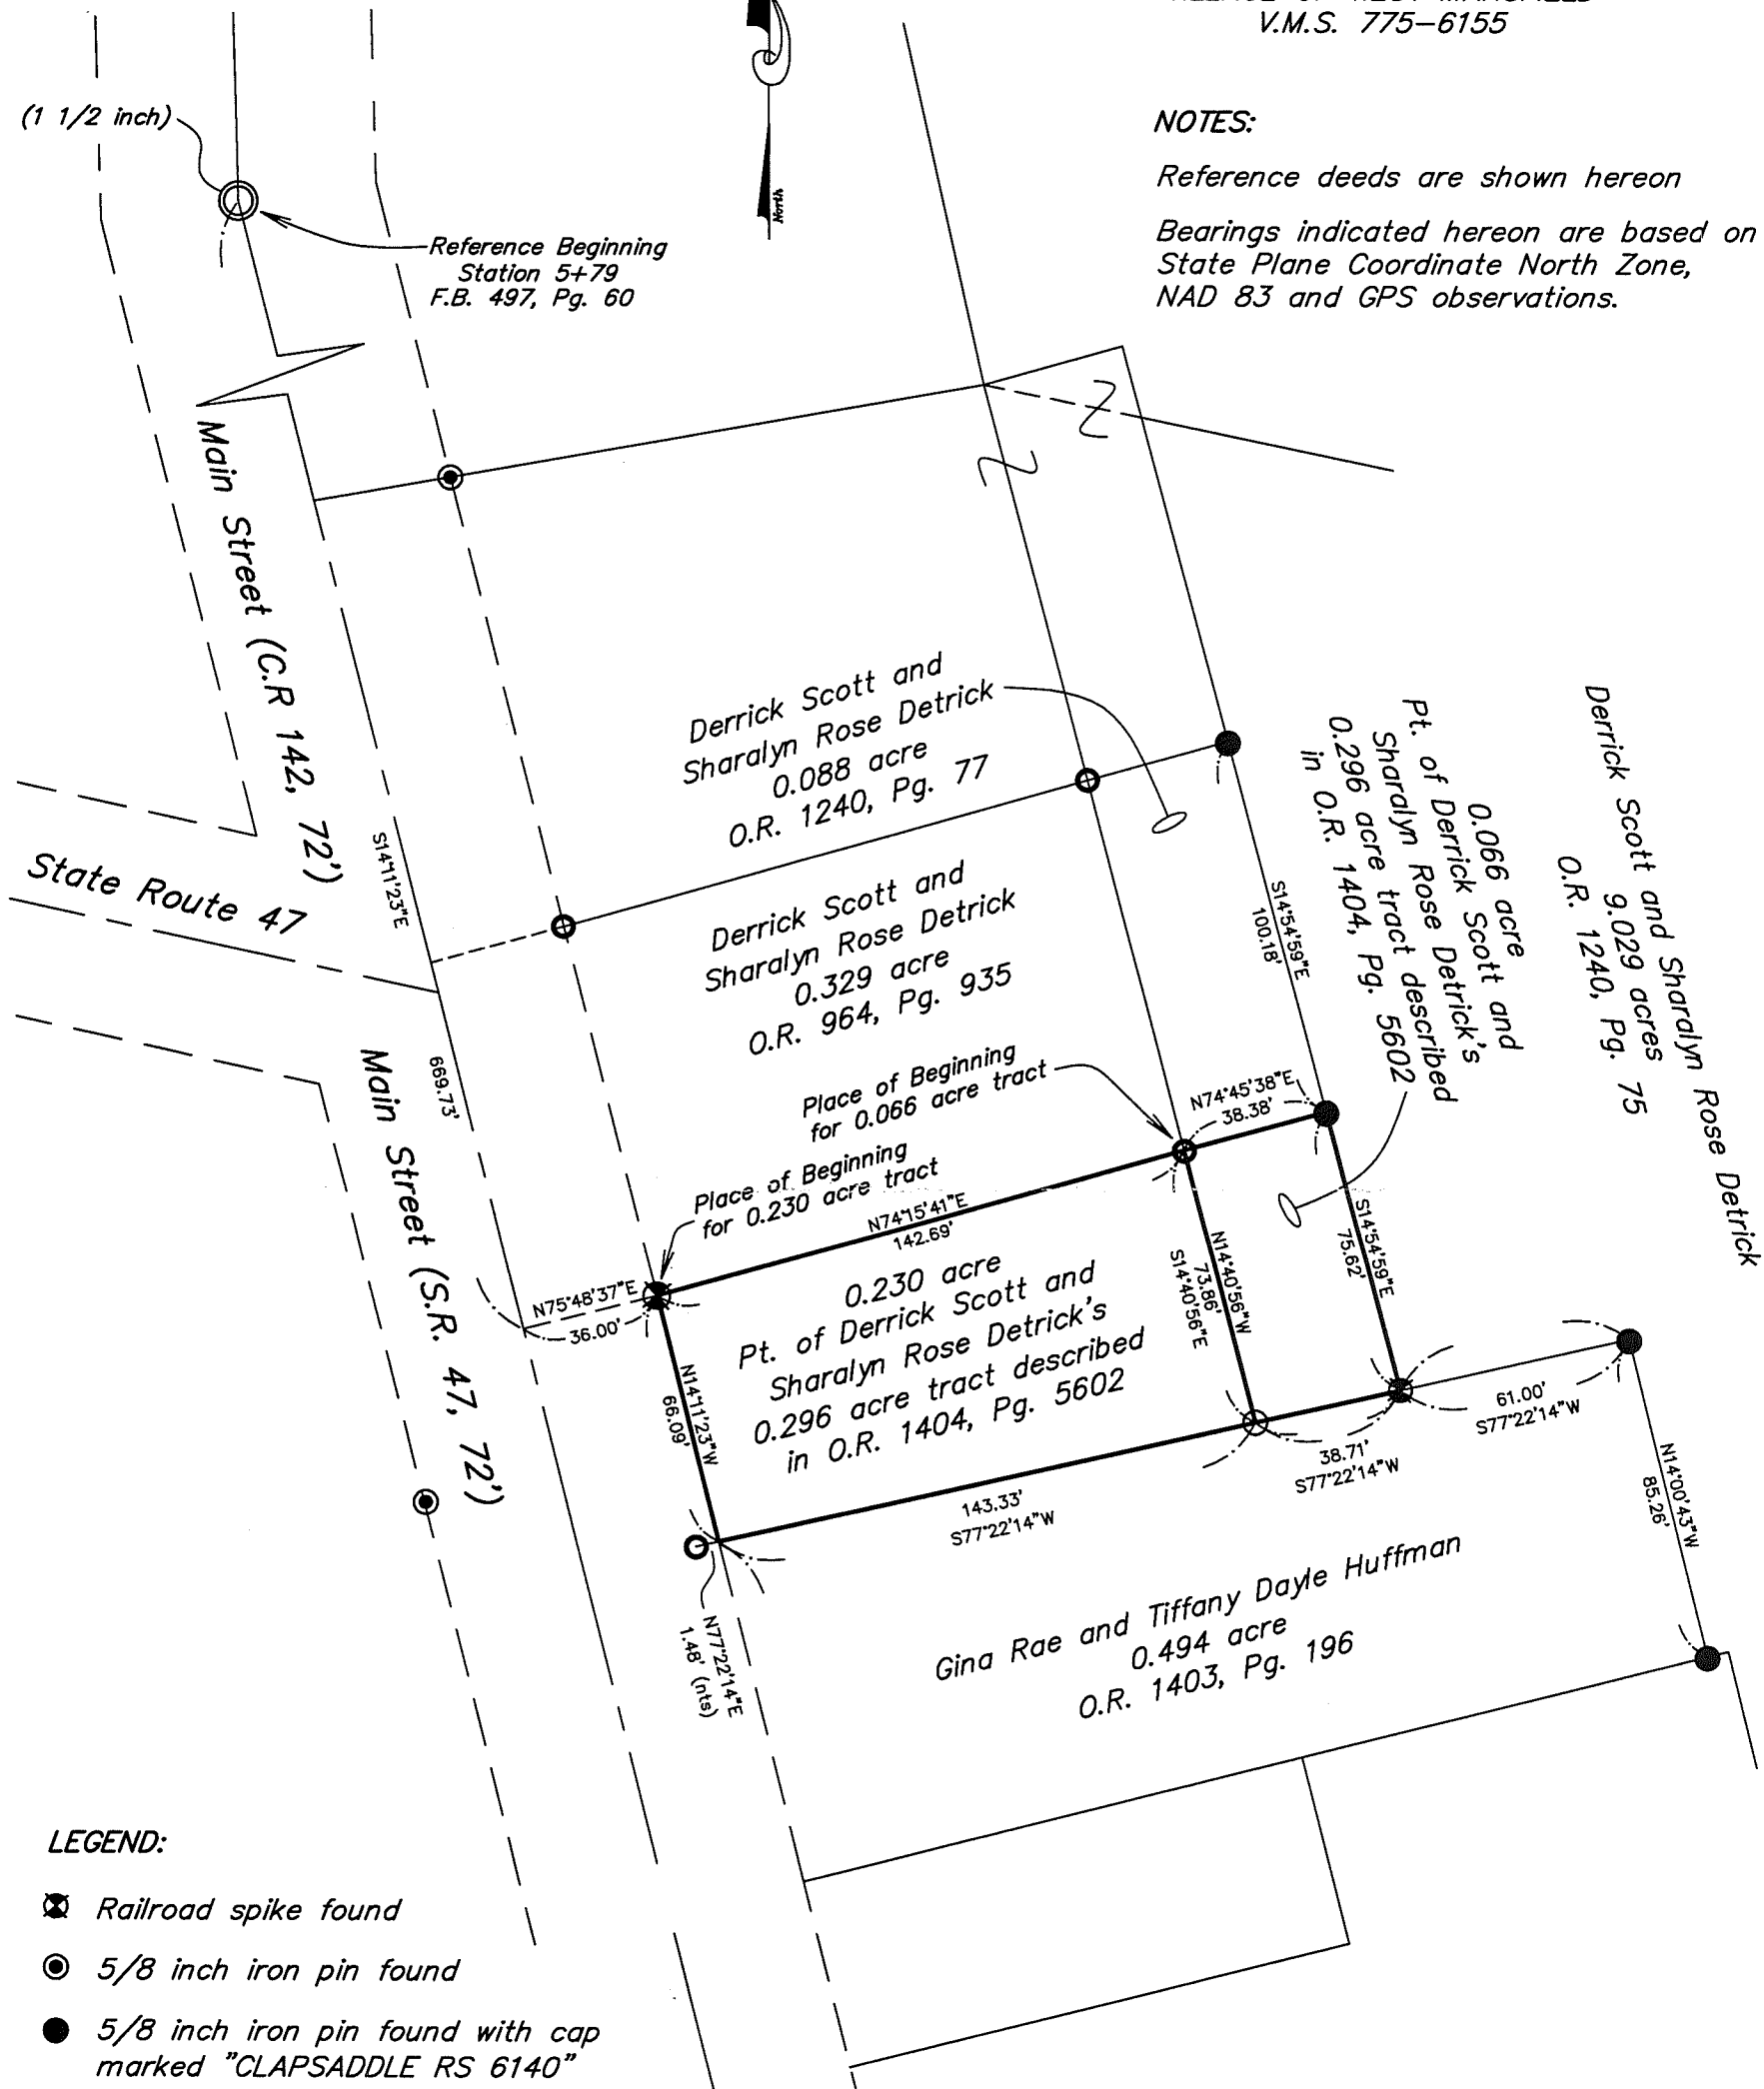 V.M.S. 775-6155
(1 1/2 inch)
North
NOTES:
Reference deeds are shown hereon
Bearings indicated hereon are based on
State Plane Coordinate North Zone,
NAD 83 and GPS observations.
Reference Beginning
Station 5+79
F.B. 497, Pg. 60
Main Street (C.R 142, 72')
S14°11'23"E
669.73'
State Route 47
Derrick Scott and
Sharalyn Rose Detrick
0.088 acre
O.R. 1240, Pg. 77
Derrick Scott and
Sharalyn Rose Detrick
0.329 acre
O.R. 964, Pg. 935
S14°54'59"E
100.18'
0.066 acre
Pt. of Derrick Scott and
Sharalyn Rose Detrick's
0.296 acre tract described
in O.R. 1404, Pg. 5602
Derrick Scott and Sharalyn Rose Detrick
9.029 acres
O.R. 1240, Pg. 75
Main Street (S.R. 47, 72')
Place of Beginning
for 0.066 acre tract
N74°45'38"E
38.38'
Place of Beginning
for 0.230 acre tract
N74°15'41"E
142.69'
N75°48'37"E
36.00'
0.230 acre
Pt. of Derrick Scott and
Sharalyn Rose Detrick's
0.296 acre tract described
in O.R. 1404, Pg. 5602
N14°40'56"W
73.86'
S14°40'56"E
S14°54'59"E
75.62'
N14°11'23"W
66.09'
61.00'
S77°22'14"W
38.71'
S77°22'14"W
143.33'
S77°22'14"W
N14°00'43"W
85.26'
N77°22'14"E
1.48' (nts)
Gina Rae and Tiffany Dayle Huffman
0.494 acre
O.R. 1403, Pg. 196
LEGEND:
Railroad spike found
5/8 inch iron pin found
5/8 inch iron pin found with cap
marked "CLAPSADDLE RS 6140"